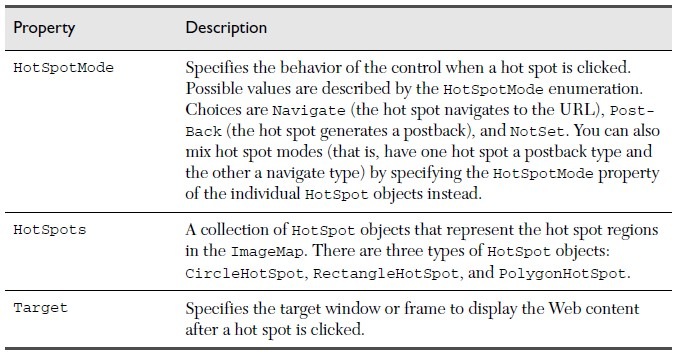 Property Description
HotSpotMode Specifies the behavior of the control when a hot spot is clicked.
Possible values are described by the HotSpotMode enumeration.
Choices are Navigate (the hot spot navigates to the URL), Post-
Back (the hot spot generates a postback), and NotSet. You can also
mix hot spot modes (that is, have one hot spot a postback type and
the other a navigate type) by specifying the HotSpotMode property
of the individual HotSpot objects instead.
HotSpots A collection of HotSpot objects that represent the hot spot regions
in the ImageMap. There are three types of HotSpot objects:
CircleHotSpot, RectangleHotSpot, and PolygonHotSpot.
Target Specifies the target window or frame to display the Web content
after a hot spot is clicked.